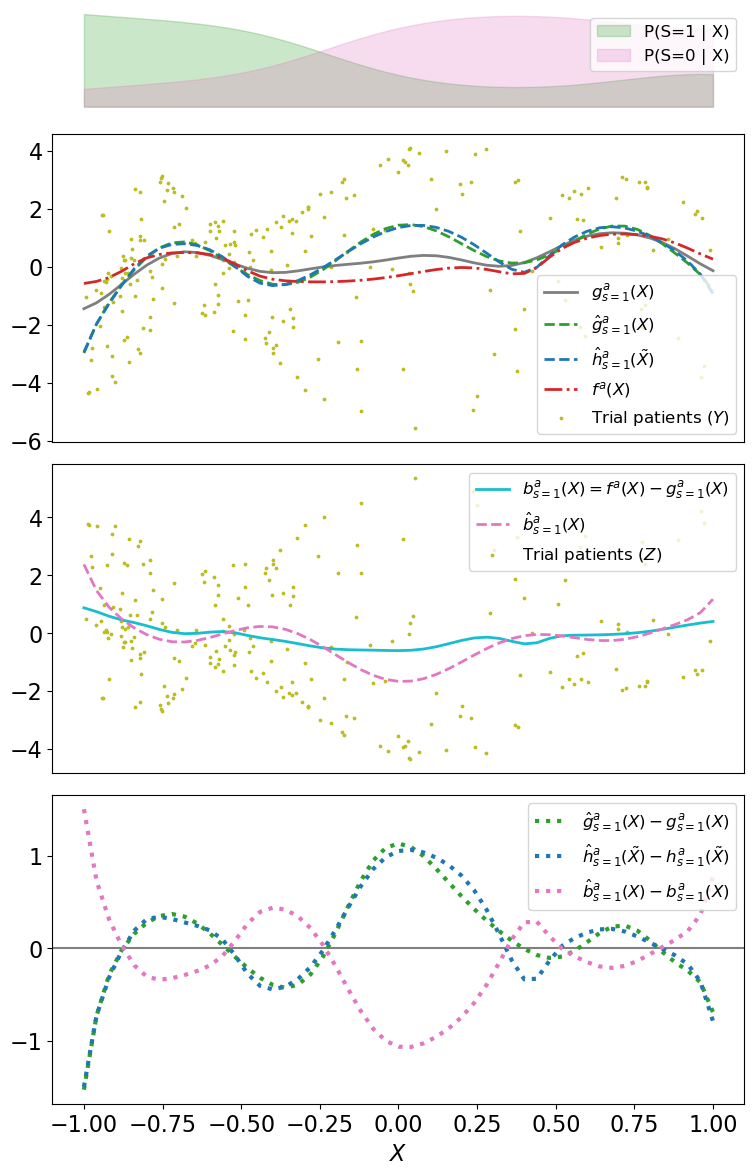 P(S=1 | X)
P(S=0 | X)
4
2
0
−2
−4
−6
$g^a_{s=1}(X)$
$\hat{g}^a_{s=1}(X)$
$\hat{h}^a_{s=1}(\tilde{X})$
$f^a(X)$
Trial patients ($Y$)
4
2
0
−2
−4
$b^a_{s=1}(X) = f^a(X) - g^a_{s=1}(X)$
$\hat{b}^a_{s=1}(X)$
Trial patients ($Z$)
1
0
−1
$\hat{g}^a_{s=1}(X) - g^a_{s=1}(X)$
$\hat{h}^a_{s=1}(\tilde{X}) - h^a_{s=1}(\tilde{X})$
$\hat{b}^a_{s=1}(X) - b^a_{s=1}(X)$
−1.00 −0.75 −0.50 −0.25 0.00 0.25 0.50 0.75 1.00
$X$